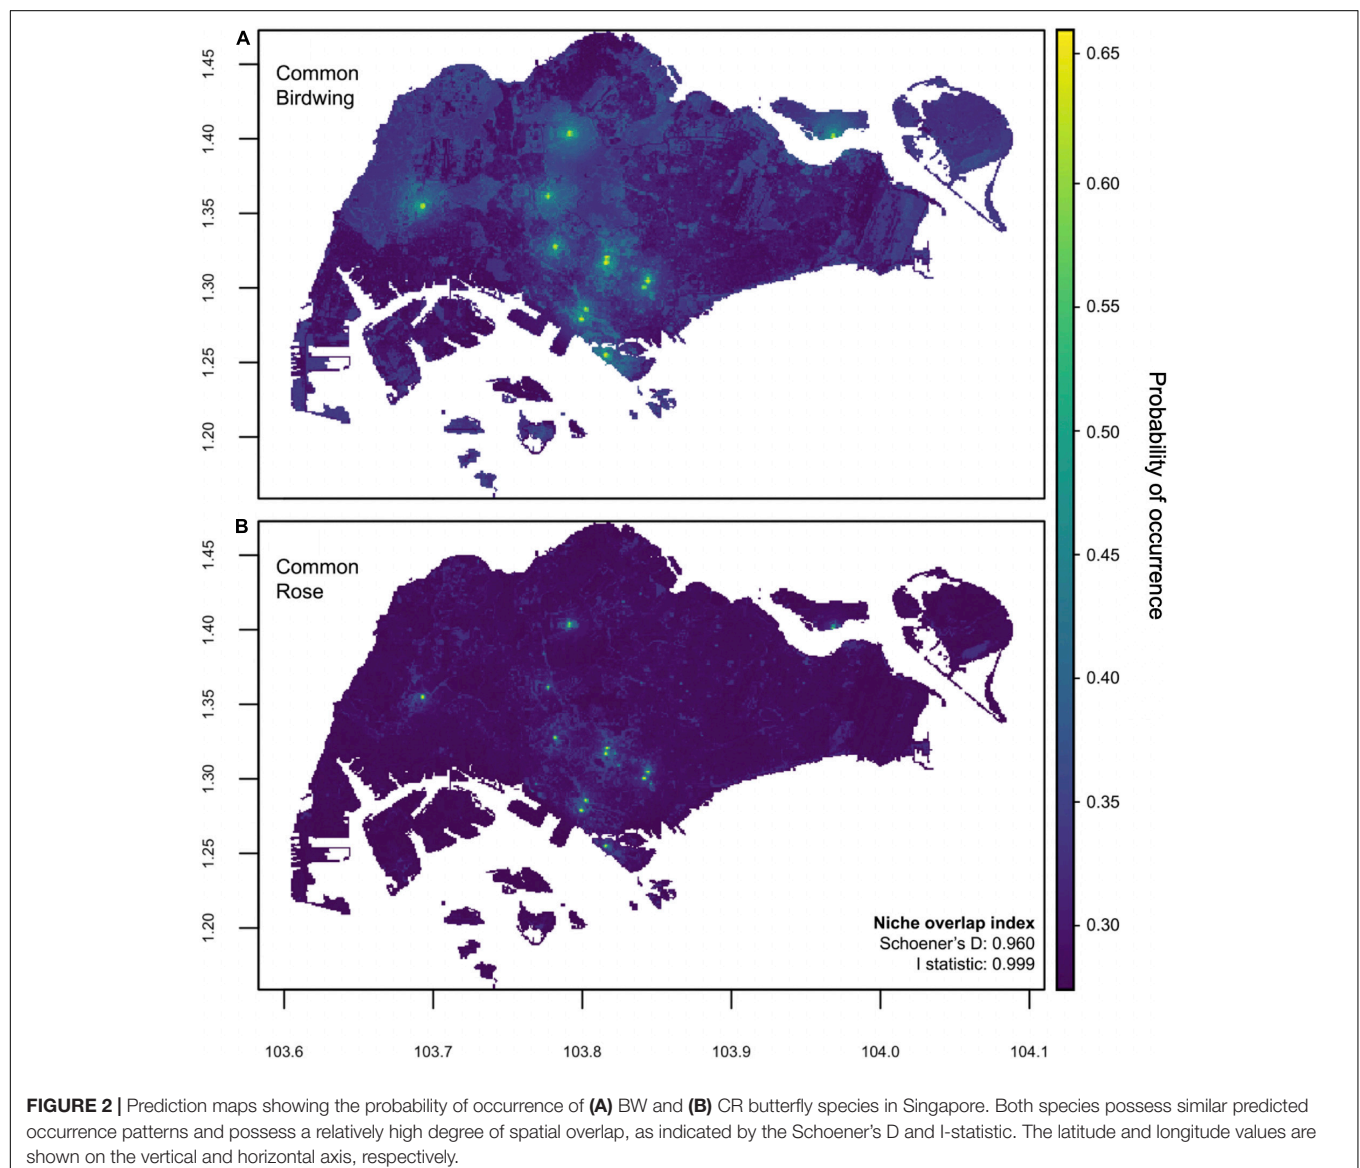 A
Common
Birdwing
1.45
1.40
1.35
1.30
1.25
1.20
B
Common
Rose
1.45
1.40
1.35
1.30
1.25
1.20
Niche overlap index
Schoener's D: 0.960
I statistic: 0.999
103.6 103.7 103.8 103.9 104.0 104.1
0.65
0.60
0.55
0.50
0.45
0.40
0.35
0.30
Probability of occurrence
FIGURE 2 | Prediction maps showing the probability of occurrence of (A) BW and (B) CR butterfly species in Singapore. Both species possess similar predicted
occurrence patterns and possess a relatively high degree of spatial overlap, as indicated by the Schoener's D and I-statistic. The latitude and longitude values are
shown on the vertical and horizontal axis, respectively.